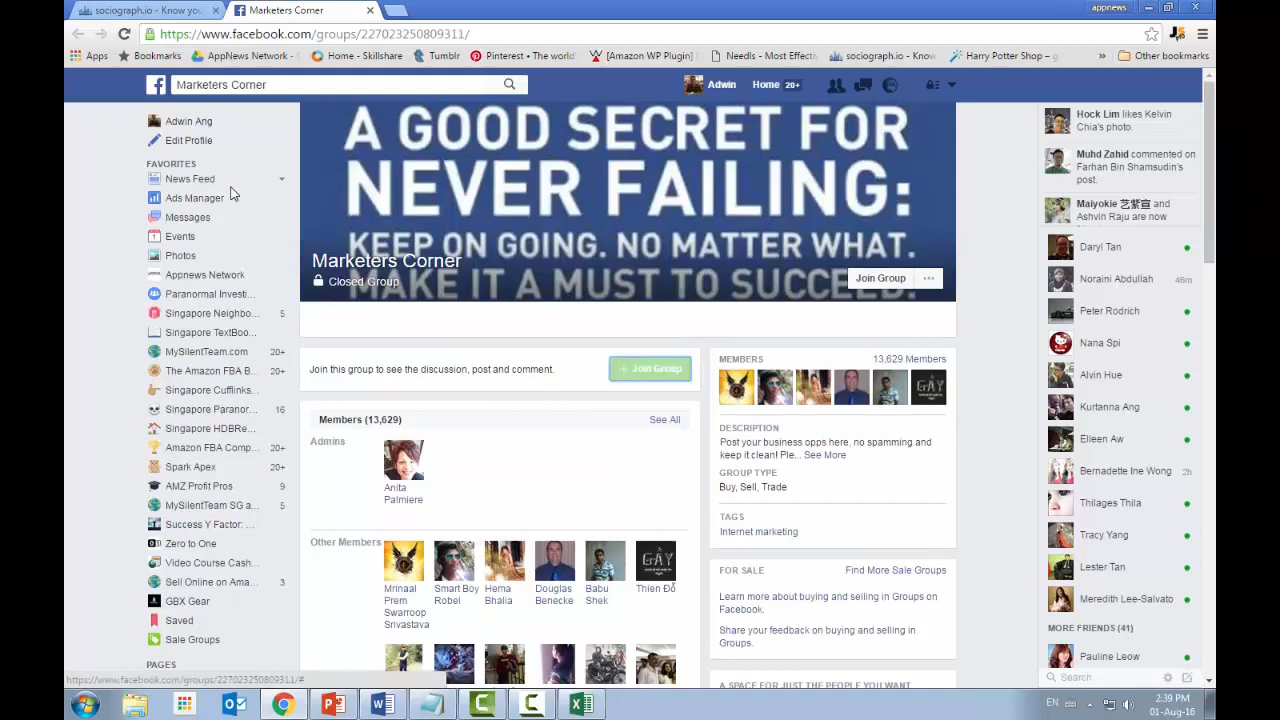 sociograph.io - Know you
Marketers Corner
appnews
https://www.facebook.com/groups/227023250809311/
Apps
Bookmarks
AppNews Network -
Home - Skillshare
Tumblr
Pinterest • The world'
[Amazon WP Plugin]
Needls - Most Effecti
sociograph.io - Know
Harry Potter Shop –
»
Other bookmarks
Marketers Corner
Adwin
Home 20+
Adwin Ang
Edit Profile
FAVORITES
News Feed
Ads Manager
Messages
Events
Photos
Appnews Network
Paranormal Investi...
Singapore Neighbo... 5
Singapore TextBoo...
MySilentTeam.com 20+
The Amazon FBA B... 20+
Singapore Cufflinks...
Singapore Paranor... 16
Singapore HDBRe...
Amazon FBA Comp... 20+
Spark Apex 20+
AMZ Profit Pros 9
MySilentTeam SG a... 5
Success Y Factor: ...
Zero to One
Video Course Cash...
Sell Online on Ama... 3
GBX Gear
Saved
Sale Groups
PAGES
A GOOD SECRET FOR
NEVER FAILING:
KEEP ON GOING. NO MATTER WHAT.
MAKE IT A MUST TO SUCCEED.
Marketers Corner
Closed Group
Join Group
...
Join this group to see the discussion, post and comment.
+ Join Group
Members (13,629)
See All
Admins
Anita
Palmiere
Other Members
Mrinaal
Prem
Swarroop
Srivastava
Smart Boy
Robel
Hema
Bhalia
Douglas
Benecke
Babu
Shek
GAY
Thien Đỗ
MEMBERS
13,629 Members
GAY
DESCRIPTION
Post your business opps here, no spamming and
keep it clean! Ple... See More
GROUP TYPE
Buy, Sell, Trade
TAGS
Internet marketing
FOR SALE
Find More Sale Groups
Learn more about buying and selling in Groups on
Facebook.
Share your feedback on buying and selling in
Groups.
A SPACE FOR JUST THE PEOPLE YOU WANT
Hock Lim likes Kelvin
Chia's photo.
Muhd Zahid commented on
Farhan Bin Shamsudin's
post.
Maiyokie 艺紫宣 and
Ashvin Raju are now
Daryl Tan
Noraini Abdullah 46m
Peter Rodrich
Nana Spi
Alvin Hue
Kurtanna Ang
Eileen Aw
Bernadette Ine Wong 2h
Thilages Thila
Tracy Yang
Lester Tan
Meredith Lee-Salvato
MORE FRIENDS (41)
Pauline Leow
Search
https://www.facebook.com/groups/227023250809311/#
EN
2:39 PM
01-Aug-16